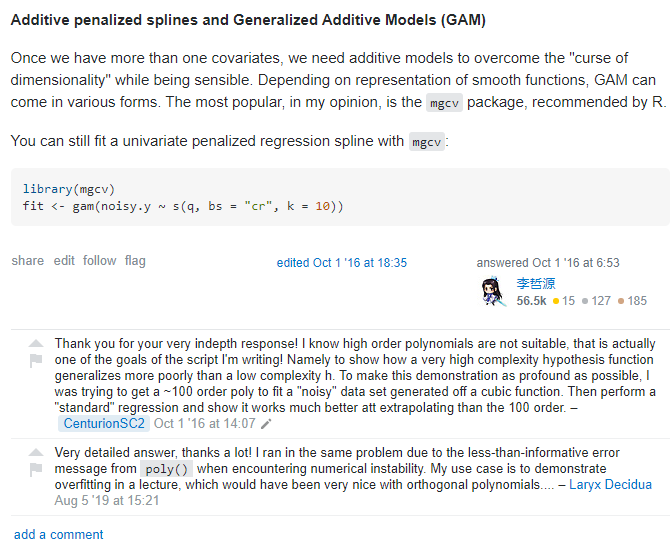 Additive penalized splines and Generalized Additive Models (GAM)
Once we have more than one covariates, we need additive models to overcome the "curse of
dimensionality" while being sensible. Depending on representation of smooth functions, GAM can
come in various forms. The most popular, in my opinion, is the mgcv package, recommended by R.
You can still fit a univariate penalized regression spline with mgcv:
library(mgcv)
fit <- gam(noisy.y ~ s(q, bs = "cr", k = 10))
share edit follow flag
edited Oct 1 '16 at 18:35
answered Oct 1 '16 at 6:53
李哲源
56.5k 15 127 185
Thank you for your very indepth response! I know high order polynomials are not suitable, that is actually
one of the goals of the script I'm writing! Namely to show how a very high complexity hypothesis function
generalizes more poorly than a low complexity h. To make this demonstration as profound as possible, I
was trying to get a ~100 order poly to fit a "noisy" data set generated off a cubic function. Then perform a
"standard" regression and show it works much better att extrapolating than the 100 order. –
CenturionSC2 Oct 1 '16 at 14:07
Very detailed answer, thanks a lot! I ran in the same problem due to the less-than-informative error
message from poly() when encountering numerical instability. My use case is to demonstrate
overfitting in a lecture, which would have been very nice with orthogonal polynomials.... – Laryx Decidua
Aug 5 '19 at 15:21
add a comment